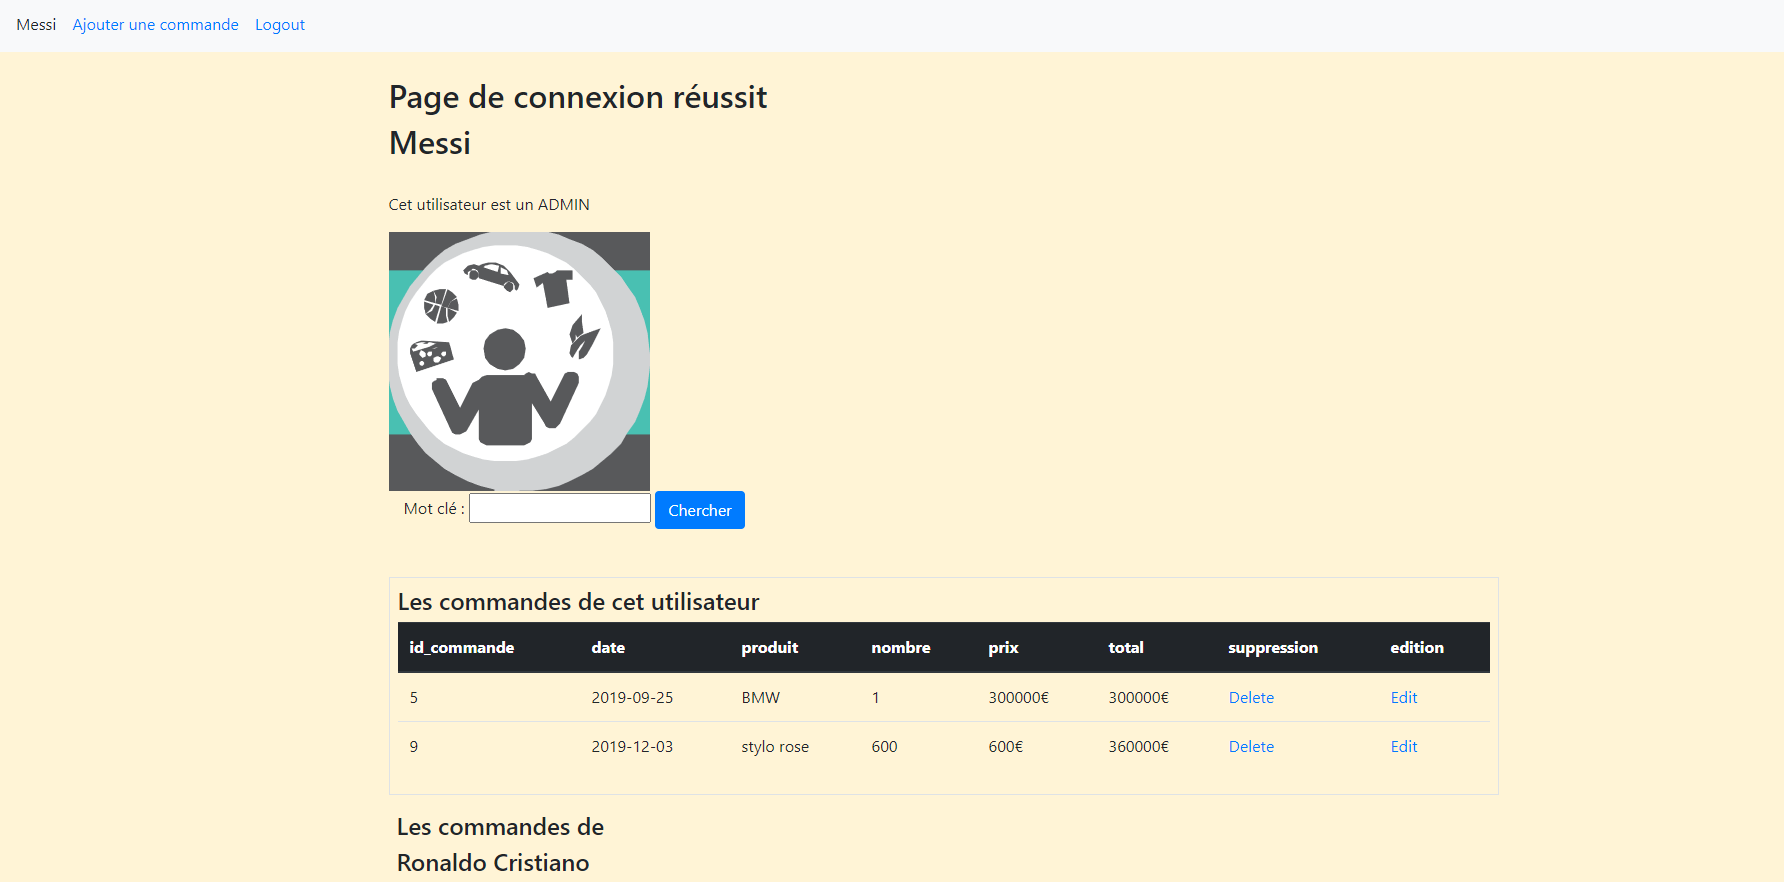 Messi Ajouter une commande Logout
Page de connexion réussit
Messi
Cet utilisateur est un ADMIN
Mot clé : Chercher
Les commandes de cet utilisateur
id_commande date produit nombre prix total suppression edition
5 2019-09-25 BMW 1 300000€ 300000€ Delete Edit
9 2019-12-03 stylo rose 600 600€ 360000€ Delete Edit
Les commandes de
Ronaldo Cristiano